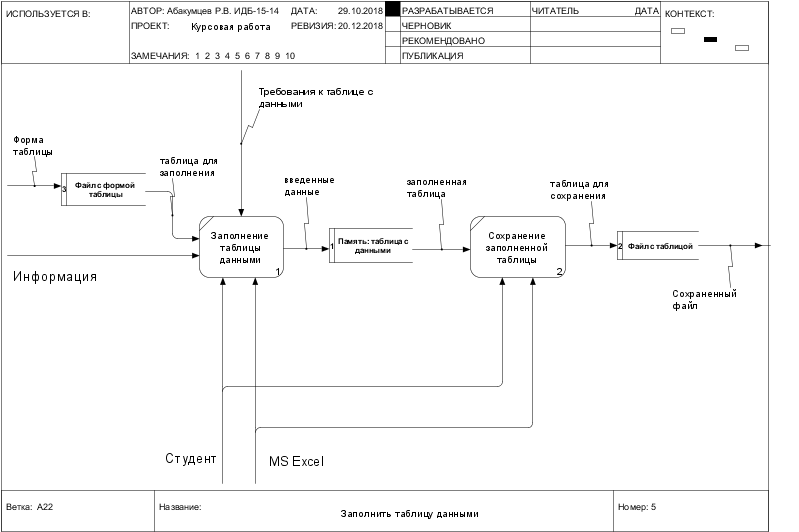 ИСПОЛЬЗУЕТСЯ В:
АВТОР: Абакумцев Р.В. ИДБ-15-14
ДАТА: 29.10.2018
РАЗРАБАТЫВАЕТСЯ
ЧИТАТЕЛЬ
ДАТА
КОНТЕКСТ:
ПРОЕКТ: Курсовая работа
РЕВИЗИЯ: 20.12.2018
ЧЕРНОВИК
РЕКОМЕНДОВАНО
ЗАМЕЧАНИЯ: 1 2 3 4 5 6 7 8 9 10
ПУБЛИКАЦИЯ
Требования к таблице с
данными
Форма
таблицы
таблица для
заполнения
3
Файл с формой
таблицы
введенные
данные
заполненная
таблица
таблица для
сохранения
Заполнение
таблицы
данными
1
1
Память: таблица с
данными
Сохранение
заполненной
таблицы
2
2
Файл с таблицой
Информация
Сохраненный
файл
Студент
MS Excel
Ветка: A22
Название:
Заполнить таблицу данными
Номер: 5